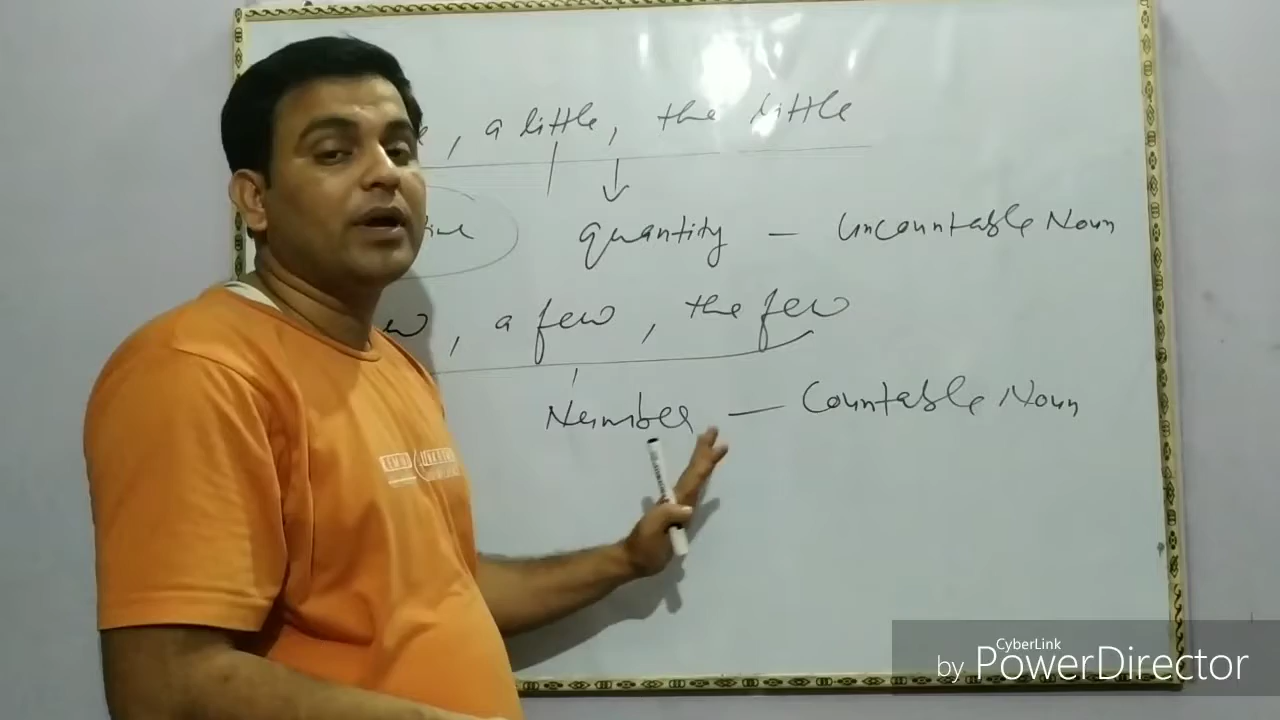 , a little, the little
quantity – Uncountable Noun
, a few, the few
Number — Countable Noun
CyberLink
by PowerDirector